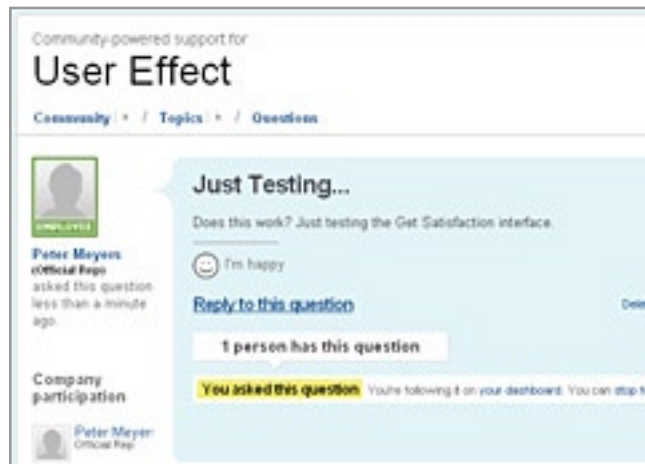 Community-powered support for
User Effect
Community / Topics / Questions
EMPLOYEE
Peter Meyers
(Official Rep)
asked this question
less than a minute
ago.
Just Testing...
Does this work? Just testing the Get Satisfaction interface.
I'm happy
Reply to this question
1 person has this question
You asked this question You're following it on your dashboard. You can stop
Company
participation
Peter Meyer
Official Rep